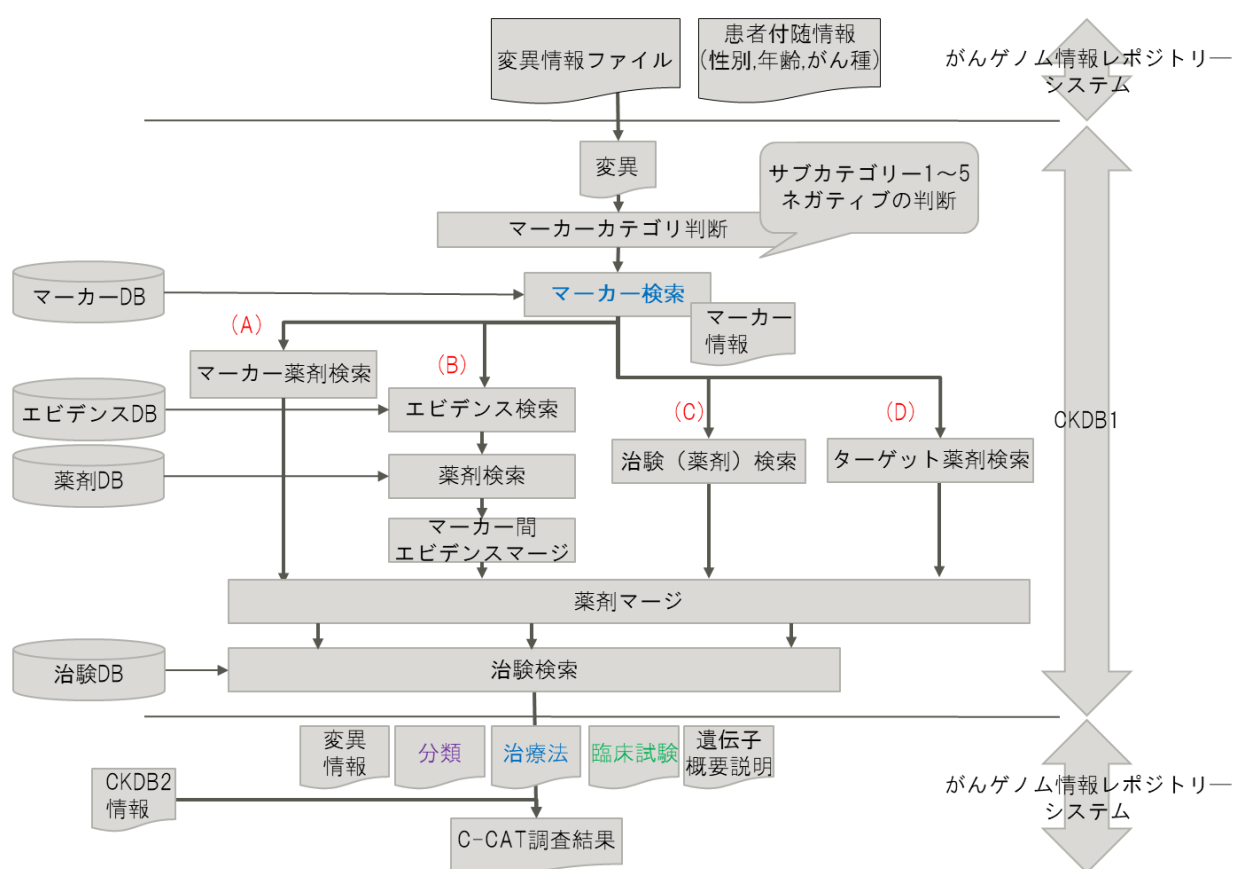 変異情報ファイル
患者付随情報
(性別,年齢,がん種)
がんゲノム情報レポジトリー
システム
変異
サブカテゴリー1～5
ネガティブの判断
マーカーカテゴリ判断
マーカーDB
マーカー検索
マーカー
情報
(A)
マーカー薬剤検索
(B)
エビデンスDB
エビデンス検索
(C)
(D)
CKDB1
治験（薬剤）検索
ターゲット薬剤検索
薬剤DB
薬剤検索
マーカー間
エビデンスマージ
薬剤マージ
治験DB
治験検索
変異
情報
分類
治療法
臨床試験
遺伝子
概要説明
がんゲノム情報レポジトリー
システム
CKDB2
情報
C-CAT調査結果